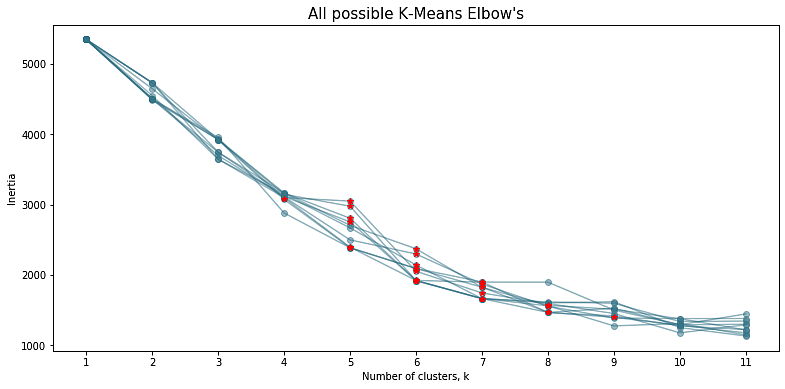 All possible K-Means Elbow's
5000
4000
3000
2000
1000
Inertia
1 2 3 4 5 6 7 8 9 10 11
Number of clusters, k